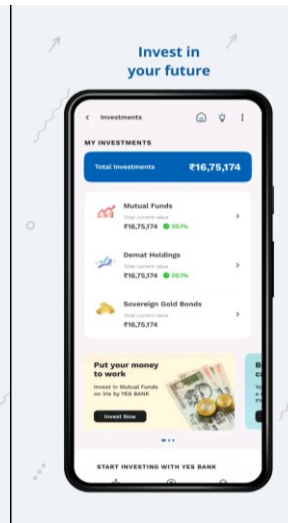 Invest in
your future
Investments
MY INVESTMENTS
Total Investments ₹16,75,174
Mutual Funds
Total current value
₹16,75,174 30.1%
Demat Holdings
Total current value
₹16,75,174 30.1%
Sovereign Gold Bonds
Total current value
₹16,75,174
Put your money
to work
Invest in Mutual Funds
on iris by YES BANK
Invest Now
START INVESTING WITH YES BANK